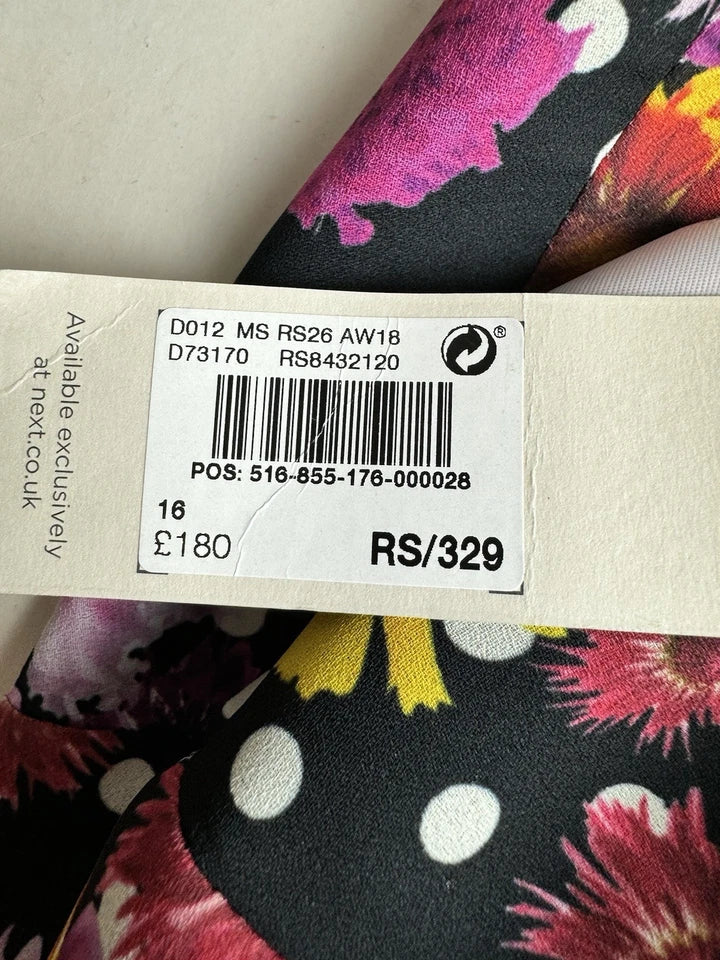 Available exclusively
at next.co.uk
D012 MS RS26 AW18
D73170 RS8432120
®
POS: 516-855-176-000028
16
£180
RS/329